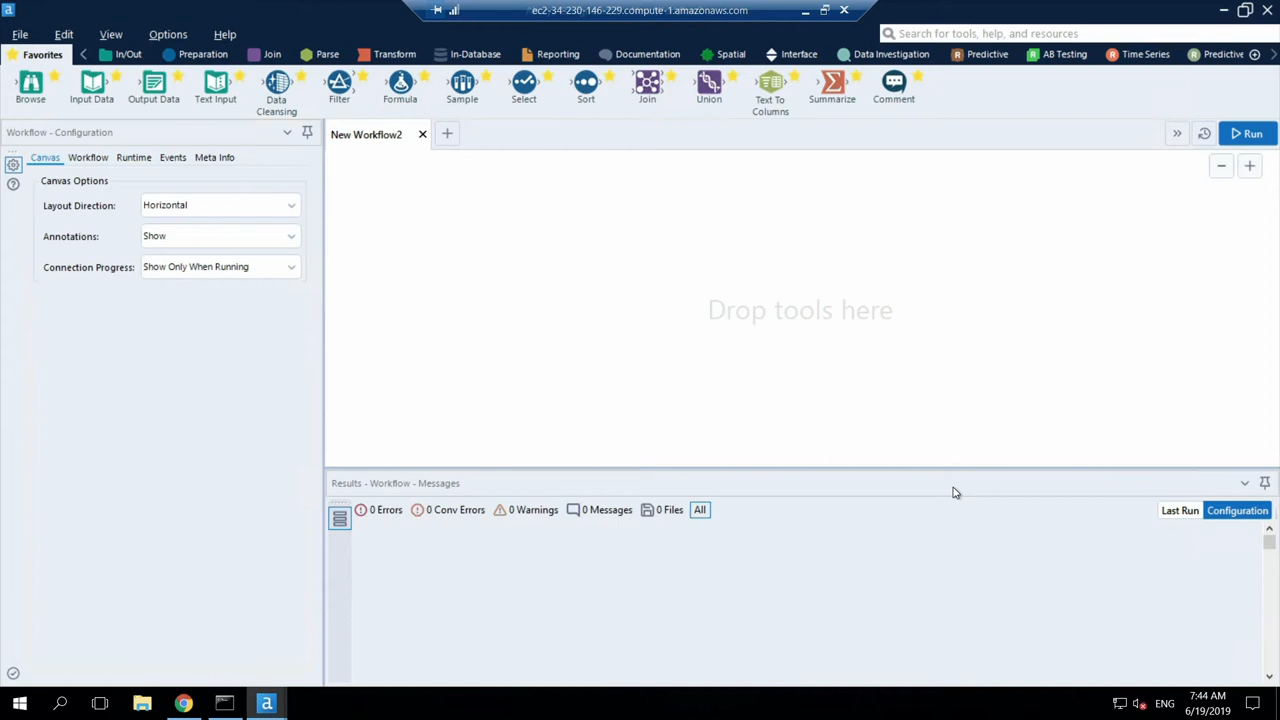 ec2-34-230-146-229.compute-1.amazonaws.com
File Edit View Options Help
Search for tools, help, and resources
Favorites In/Out Preparation Join Parse Transform In-Database Reporting Documentation Spatial Interface Data Investigation Predictive AB Testing Time Series Predictive
Browse Input Data Output Data Text Input Data Cleansing Filter Formula Sample Select Sort Join Union Text To Columns Summarize Comment
Workflow - Configuration
New Workflow2
Run
Canvas Workflow Runtime Events Meta Info
Canvas Options
Layout Direction: Horizontal
Annotations: Show
Connection Progress: Show Only When Running
Drop tools here
Results - Workflow - Messages
0 Errors 0 Conv Errors 0 Warnings 0 Messages 0 Files All
Last Run Configuration
a
ENG
7:44 AM
6/19/2019